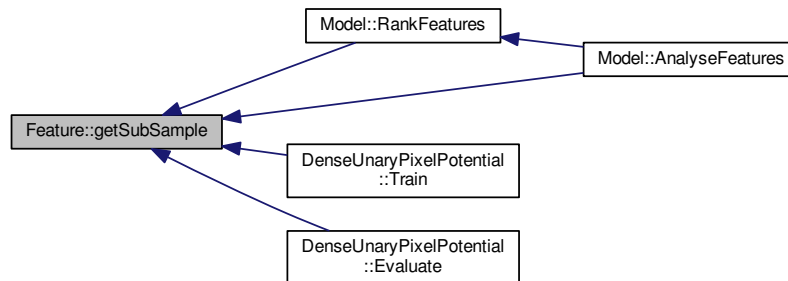 Model::RankFeatures
Model::AnalyseFeatures
Feature::getSubSample
DenseUnaryPixelPotential
::Train
DenseUnaryPixelPotential
::Evaluate